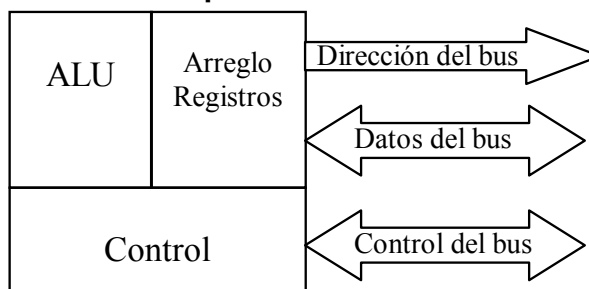 ALU
Arreglo
Registros
Dirección del bus
Datos del bus
Control
Control del bus